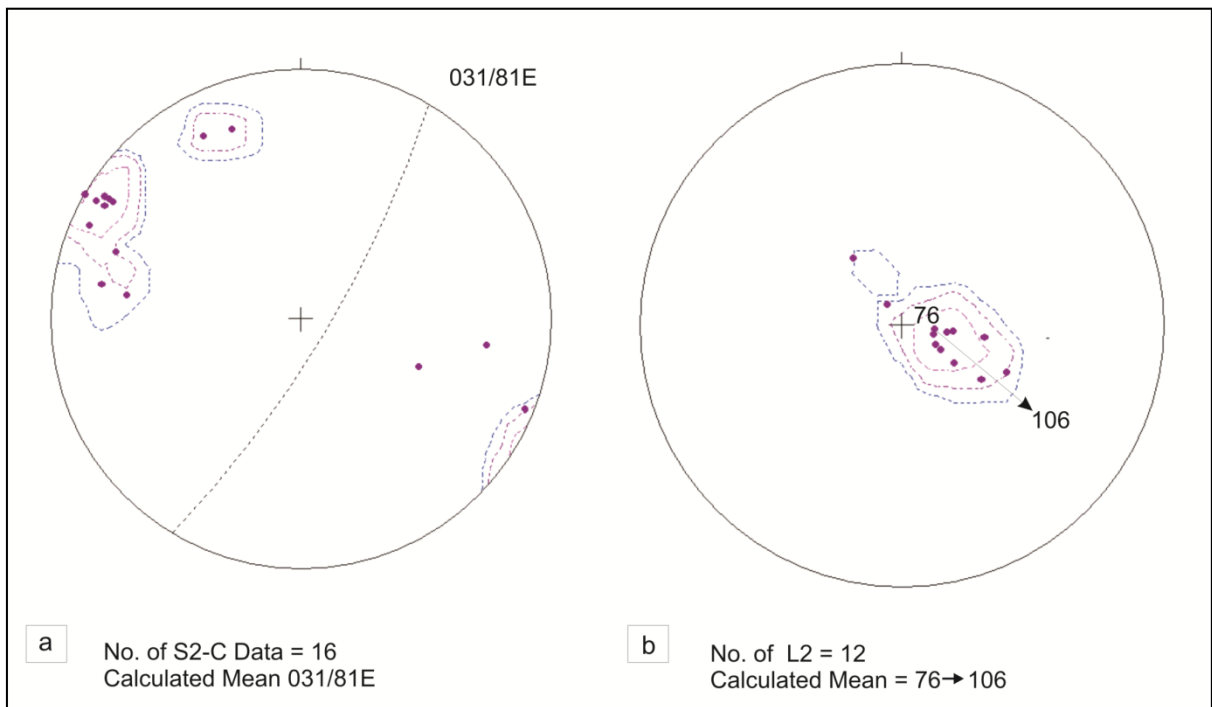 031/81E
76
106
a
No. of S2-C Data = 16
Calculated Mean 031/81E
b
No. of L2 = 12
Calculated Mean = 76→106